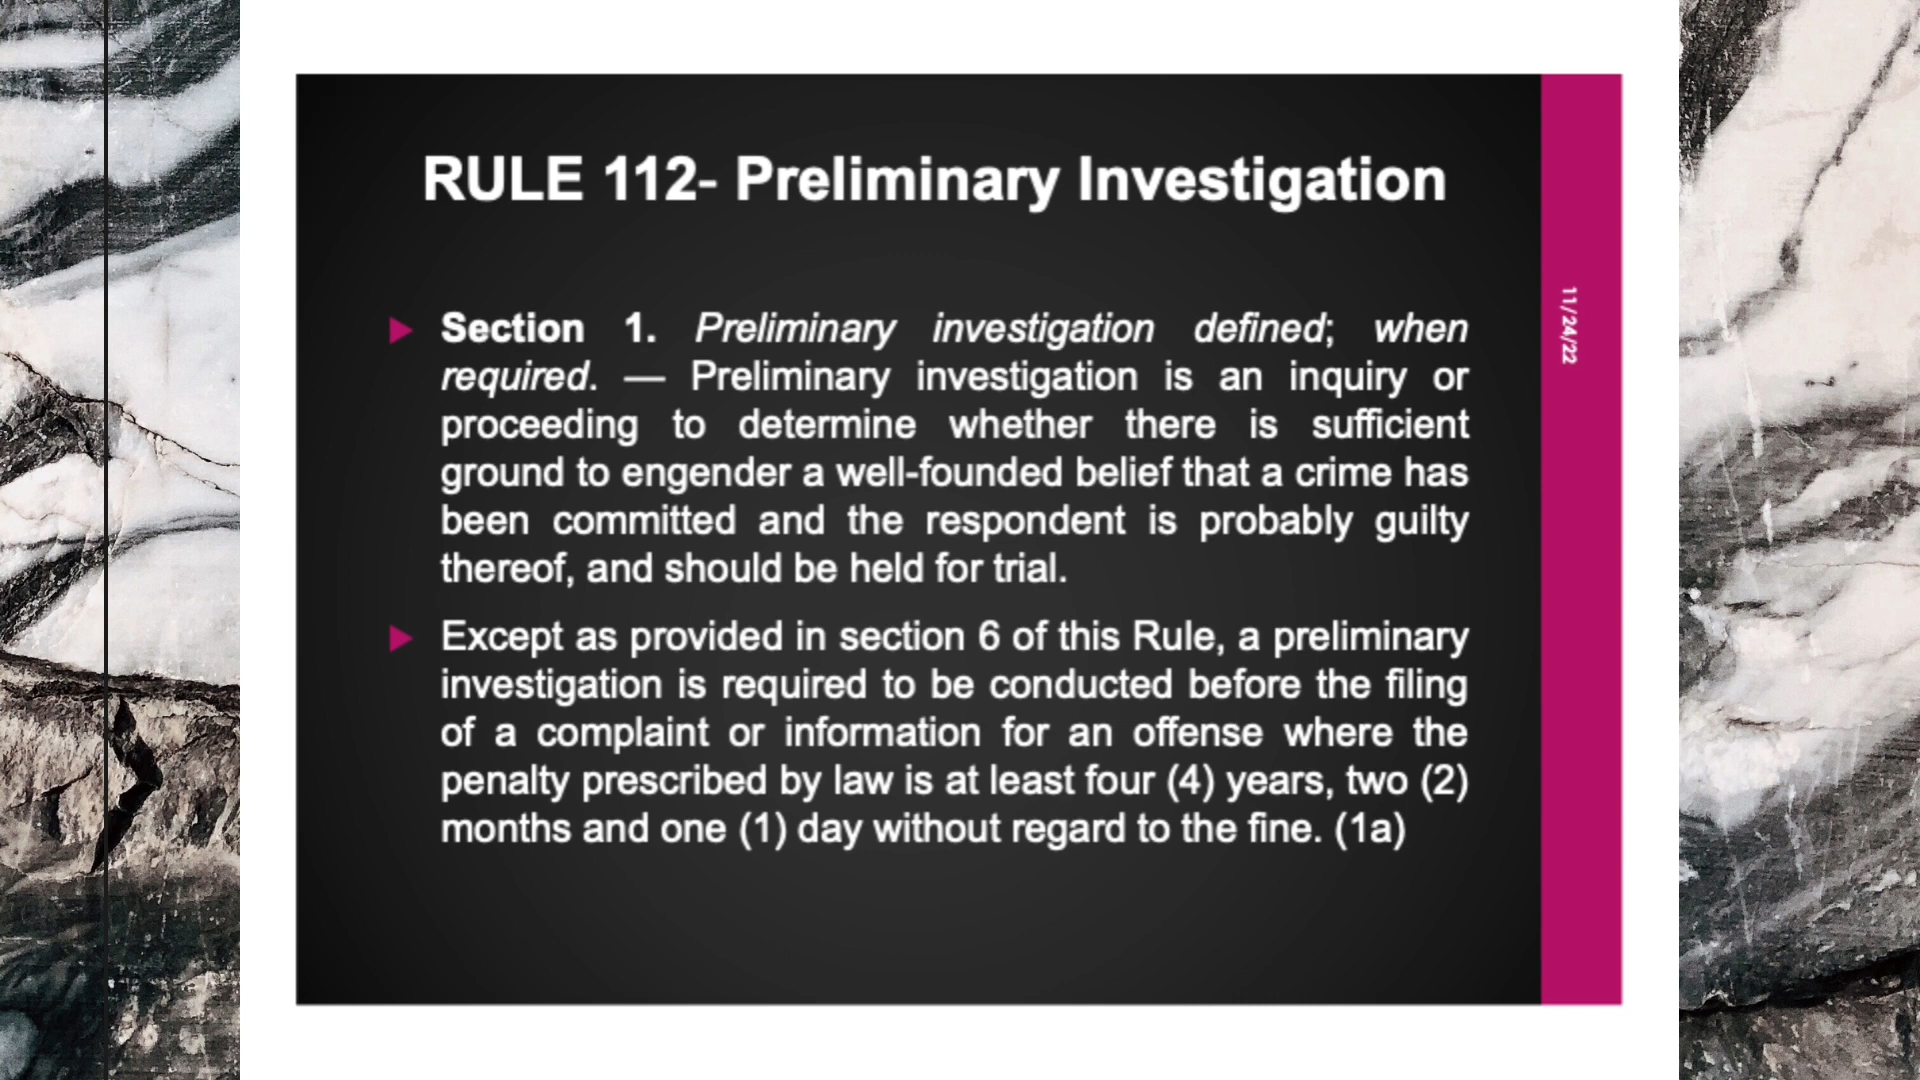 RULE 112- Preliminary Investigation
Section 1. Preliminary investigation defined; when
required. — Preliminary investigation is an inquiry or
proceeding to determine whether there is sufficient
ground to engender a well-founded belief that a crime has
been committed and the respondent is probably guilty
thereof, and should be held for trial.
Except as provided in section 6 of this Rule, a preliminary
investigation is required to be conducted before the filing
of a complaint or information for an offense where the
penalty prescribed by law is at least four (4) years, two (2)
months and one (1) day without regard to the fine. (1a)
11/24/22